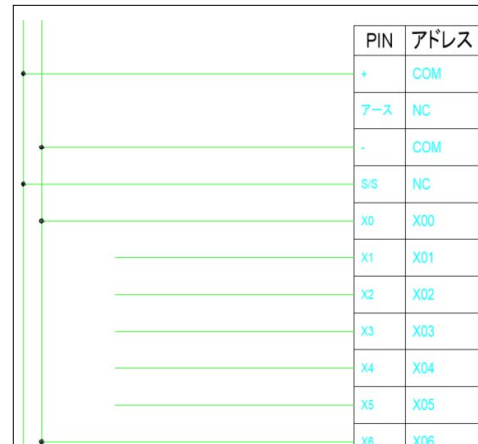 PIN アドレス
+ COM
アース NC
- COM
S/S NC
X0 X00
X1 X01
X2 X02
X3 X03
X4 X04
X5 X05
X6 X06